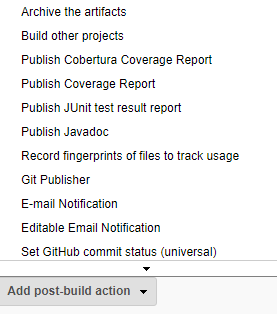 Archive the artifacts
Build other projects
Publish Cobertura Coverage Report
Publish Coverage Report
Publish JUnit test result report
Publish Javadoc
Record fingerprints of files to track usage
Git Publisher
E-mail Notification
Editable Email Notification
Set GitHub commit status (universal)
Add post-build action